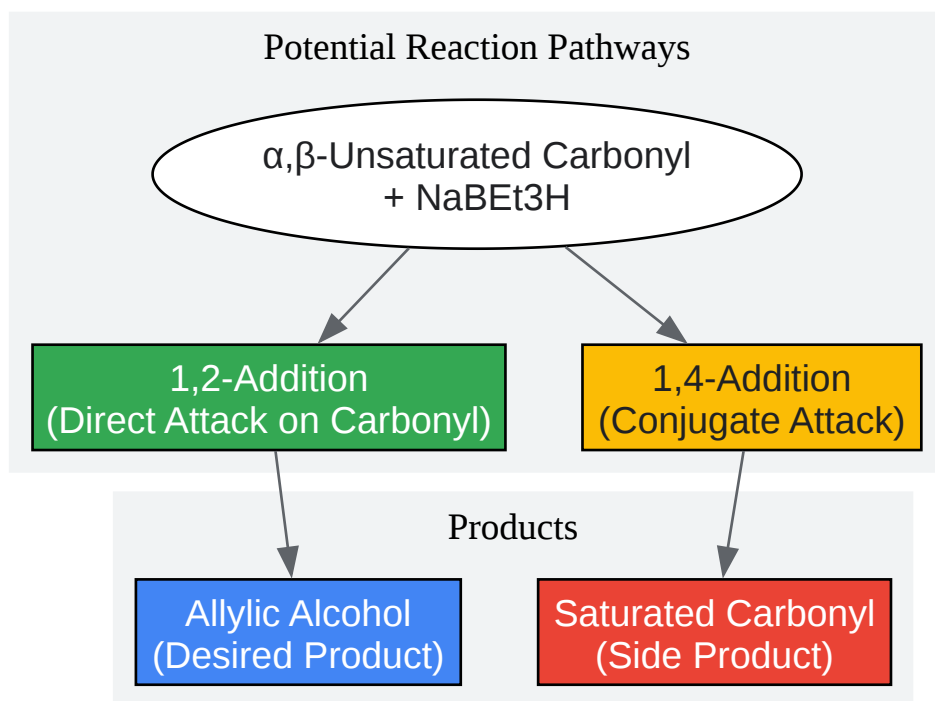 Potential Reaction Pathways
α,β-Unsaturated Carbonyl
+ NaBEt3H
1,2-Addition
(Direct Attack on Carbonyl)
1,4-Addition
(Conjugate Attack)
Products
Allylic Alcohol
(Desired Product)
Saturated Carbonyl
(Side Product)